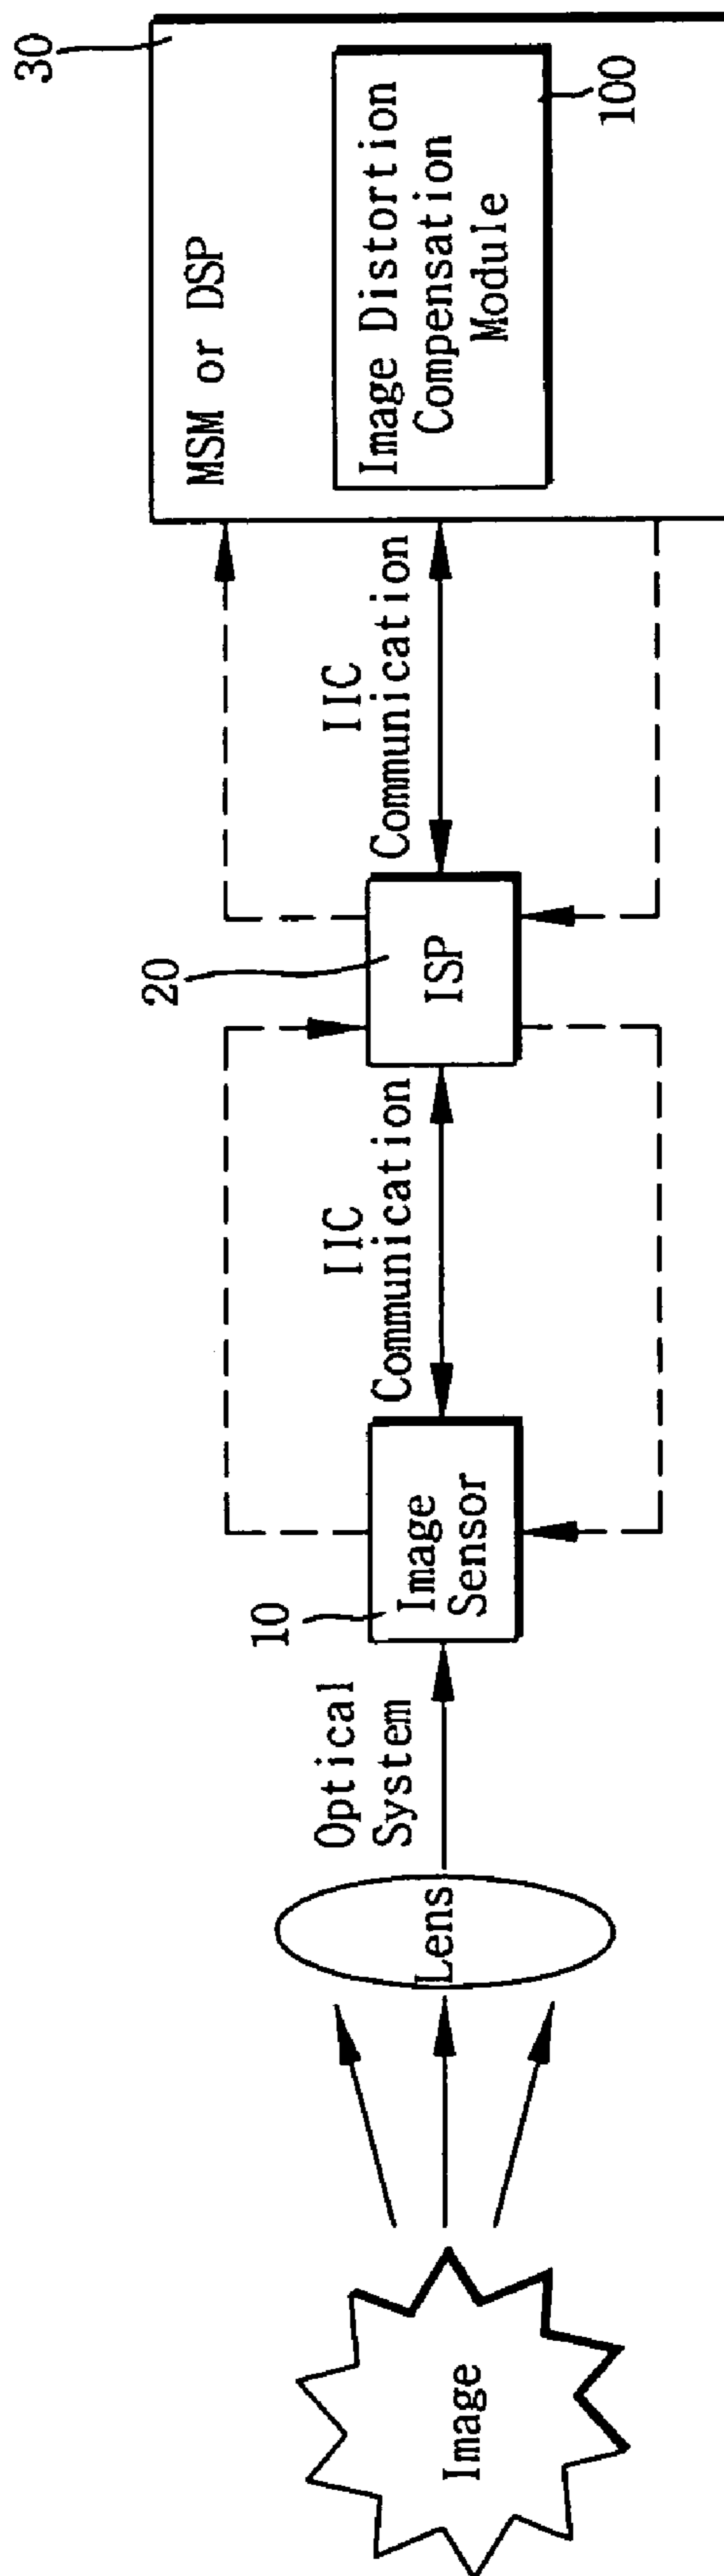 Image
Lens
Optical
System
10
Image
Sensor
IIC
Communication
20
ISP
IIC
Communication
30
MSM or DSP
Image Distortion
Compensation
Module
100